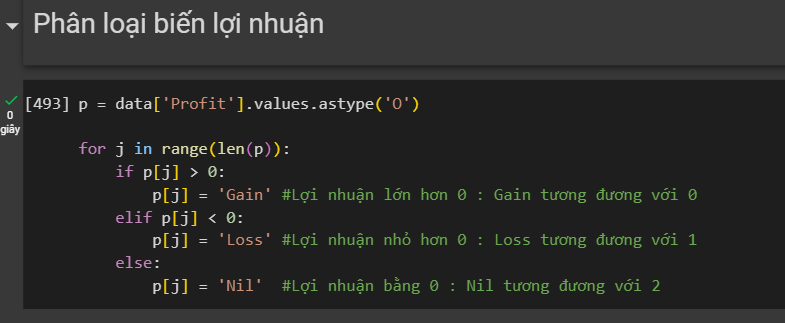 Phân loại biến lợi nhuận
[493] p = data['Profit'].values.astype('O')
0
giây
for j in range(len(p)):
if p[j] > 0:
p[j] = 'Gain' #Lợi nhuận lớn hơn 0 : Gain tương đương với 0
elif p[j] < 0:
p[j] = 'Loss' #Lợi nhuận nhỏ hơn 0 : Loss tương đương với 1
else:
p[j] = 'Nil'  #Lợi nhuận bằng 0 : Nil tương đương với 2